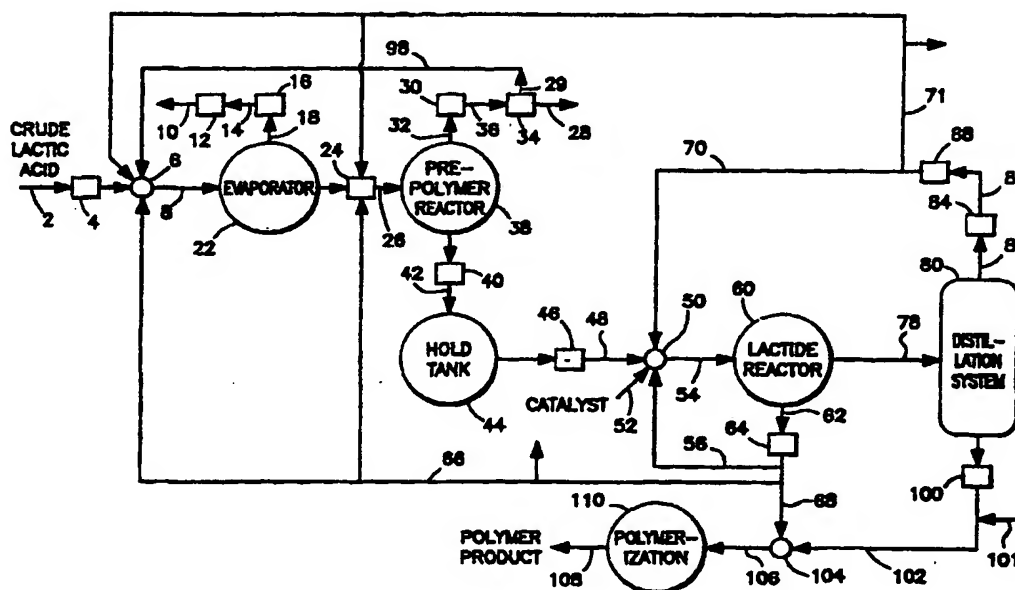 98
71
16
30
29
10
12
14
18
36
34
28
32
CRUDE
LACTIC
ACID
6
24
70
88
84
2
4
8
EVAPORATOR
22
26
PRE-
POLYMER
REACTOR
38
42
40
80
HOLD
TANK
44
46
48
50
60
LACTIDE
REACTOR
78
DISTIL-
LATION
SYSTEM
CATALYST
52
54
56
62
64
66
68
100
110
POLYMER
PRODUCT
108
POLYMER-
IZATION
106
104
102
101